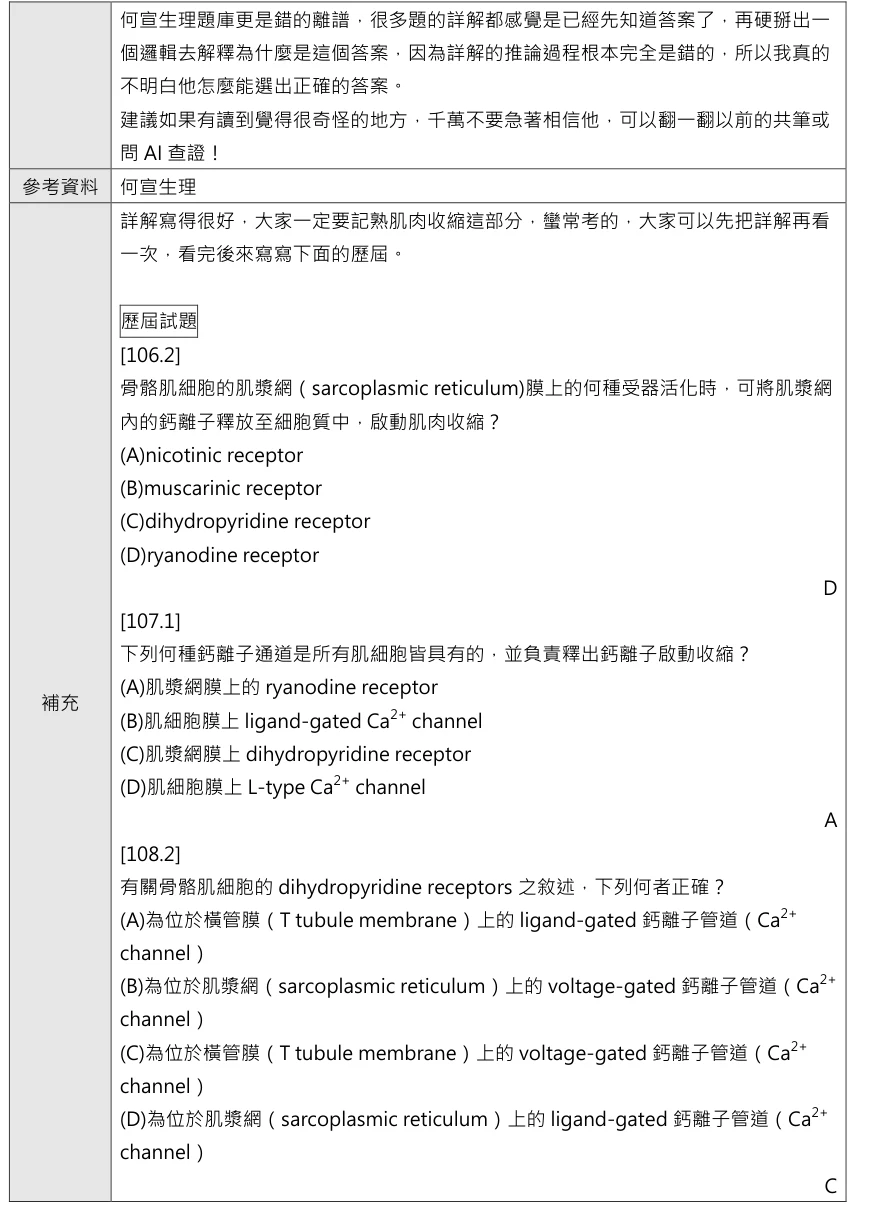 何宣生理題庫更是錯的離譜，很多題的詳解都感覺是已經先知道答案了，再硬掰出一
個邏輯去解釋為什麼是這個答案，因為詳解的推論過程根本完全是錯的，所以我真的
不明白他怎麼能選出正確的答案。
建議如果有讀到覺得很奇怪的地方，千萬不要急著相信他，可以翻一翻以前的共筆或
問 AI 查證！
參考資料
何宣生理
補充
詳解寫得很好，大家一定要記熟肌肉收縮這部分，蠻常考的，大家可以先把詳解再看
一次，看完後來寫寫下面的歷屆。
歷屆試題
[106.2]
骨骼肌細胞的肌漿網（sarcoplasmic reticulum)膜上的何種受器活化時，可將肌漿網
內的鈣離子釋放至細胞質中，啟動肌肉收縮？
(A)nicotinic receptor
(B)muscarinic receptor
(C)dihydropyridine receptor
(D)ryanodine receptor
D
[107.1]
下列何種鈣離子通道是所有肌細胞皆具有的，並負責釋出鈣離子啟動收縮？
(A)肌漿網膜上的 ryanodine receptor
(B)肌細胞膜上 ligand-gated Ca²⁺ channel
(C)肌漿網膜上 dihydropyridine receptor
(D)肌細胞膜上 L-type Ca²⁺ channel
A
[108.2]
有關骨骼肌細胞的 dihydropyridine receptors 之敘述，下列何者正確？
(A)為位於橫管膜（T tubule membrane）上的 ligand-gated 鈣離子管道（Ca²⁺
channel）
(B)為位於肌漿網（sarcoplasmic reticulum）上的 voltage-gated 鈣離子管道（Ca²⁺
channel）
(C)為位於橫管膜（T tubule membrane）上的 voltage-gated 鈣離子管道（Ca²⁺
channel）
(D)為位於肌漿網（sarcoplasmic reticulum）上的 ligand-gated 鈣離子管道（Ca²⁺
channel）
C